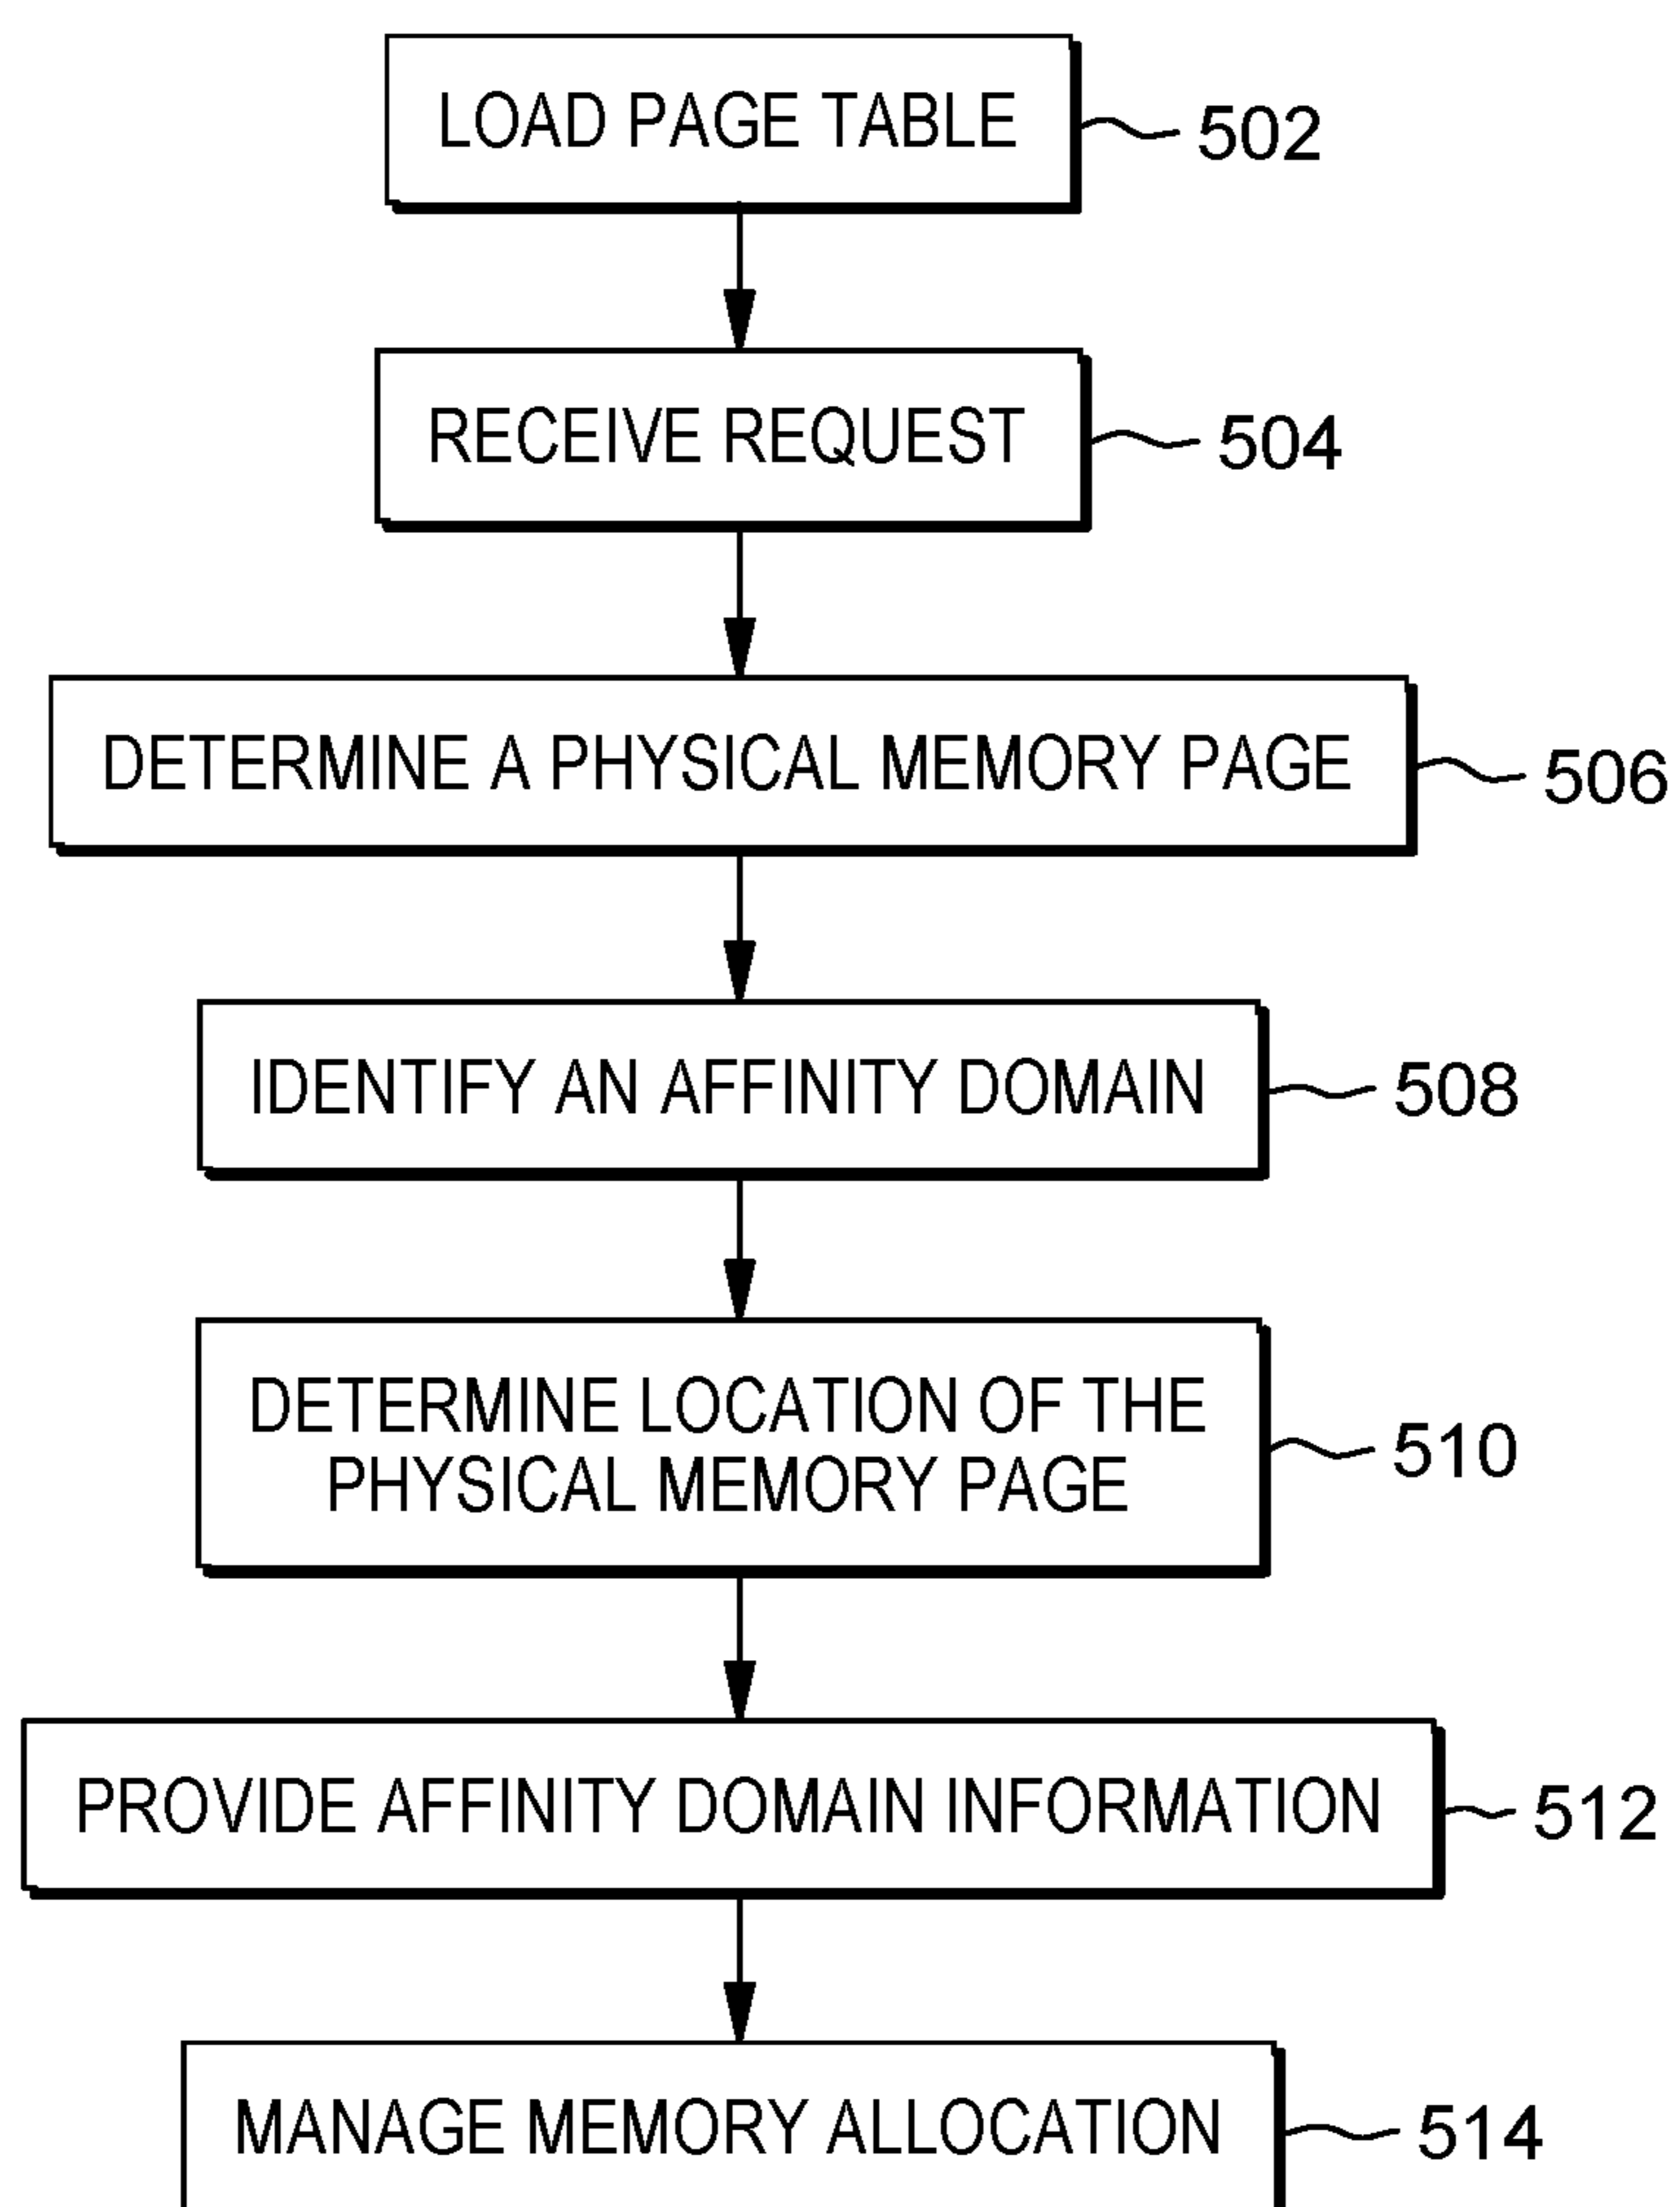 LOAD PAGE TABLE
502
RECEIVE REQUEST
504
DETERMINE A PHYSICAL MEMORY PAGE
506
IDENTIFY AN AFFINITY DOMAIN
508
DETERMINE LOCATION OF THE
PHYSICAL MEMORY PAGE
510
PROVIDE AFFINITY DOMAIN INFORMATION
512
MANAGE MEMORY ALLOCATION
514